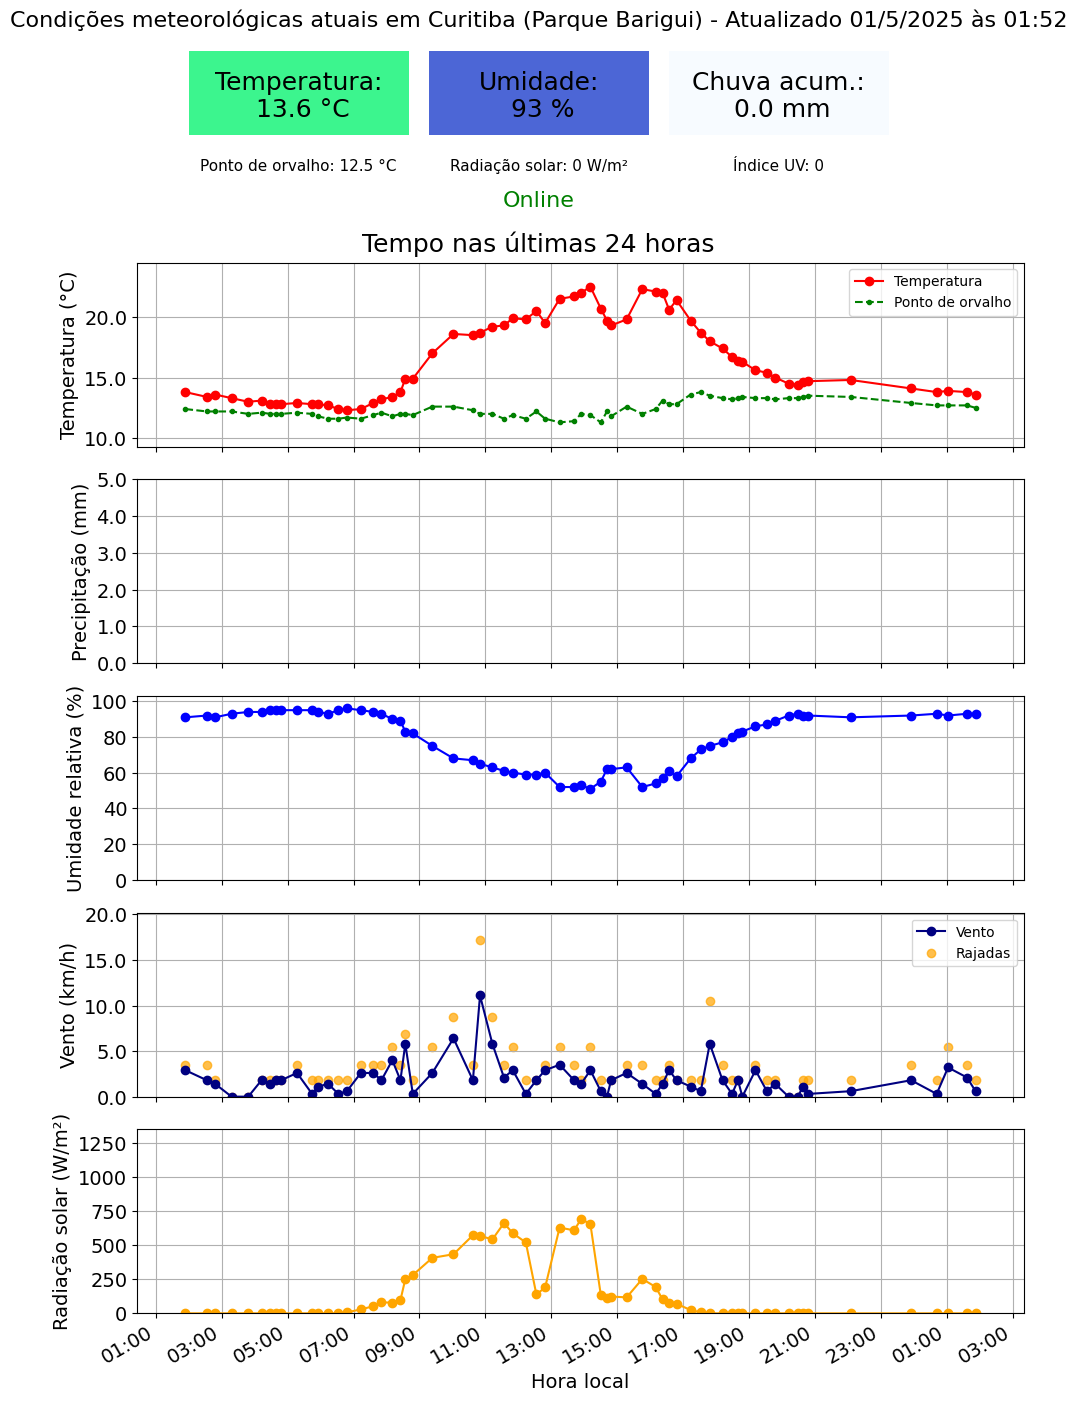 Condições meteorológicas atuais em Curitiba (Parque Barigui) - Atualizado 01/5/2025 às 01:52
Temperatura:
13.6 °C
Umidade:
93 %
Chuva acum.:
0.0 mm
Ponto de orvalho: 12.5 °C
Radiação solar: 0 W/m²
Índice UV: 0
Online
Tempo nas últimas 24 horas
Temperatura (°C)
20.0
15.0
10.0
Temperatura
Ponto de orvalho
Precipitação (mm)
5.0
4.0
3.0
2.0
1.0
0.0
Umidade relativa (%)
100
80
60
40
20
0
Vento (km/h)
20.0
15.0
10.0
5.0
0.0
Vento
Rajadas
Radiação solar (W/m²)
1250
1000
750
500
250
0
01:00
03:00
05:00
07:00
09:00
11:00
13:00
15:00
17:00
19:00
21:00
23:00
01:00
03:00
Hora local